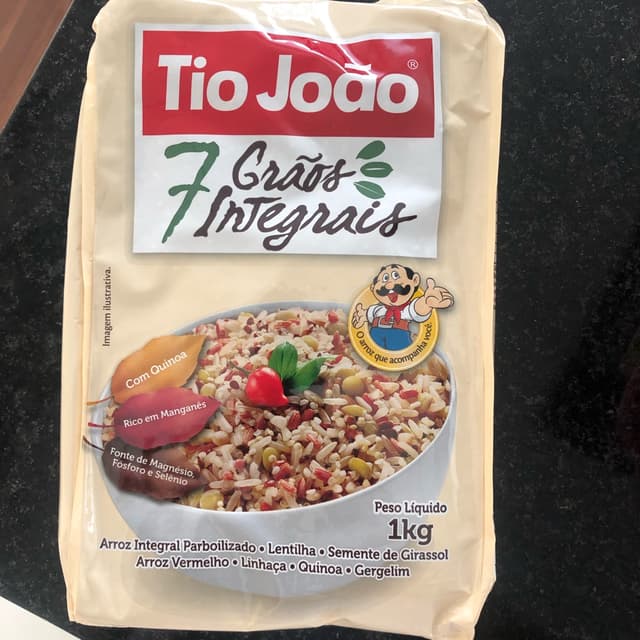 Tio João®
7 Grãos
Integrais
Imagem ilustrativa.
O arroz que acompanha você.
Com Quinoa
Rico em Manganês
Fonte de Magnésio,
Fósforo e Selênio
Peso Líquido
1kg
Arroz Integral Parboilizado • Lentilha • Semente de Girassol
Arroz Vermelho • Linhaça • Quinoa • Gergelim